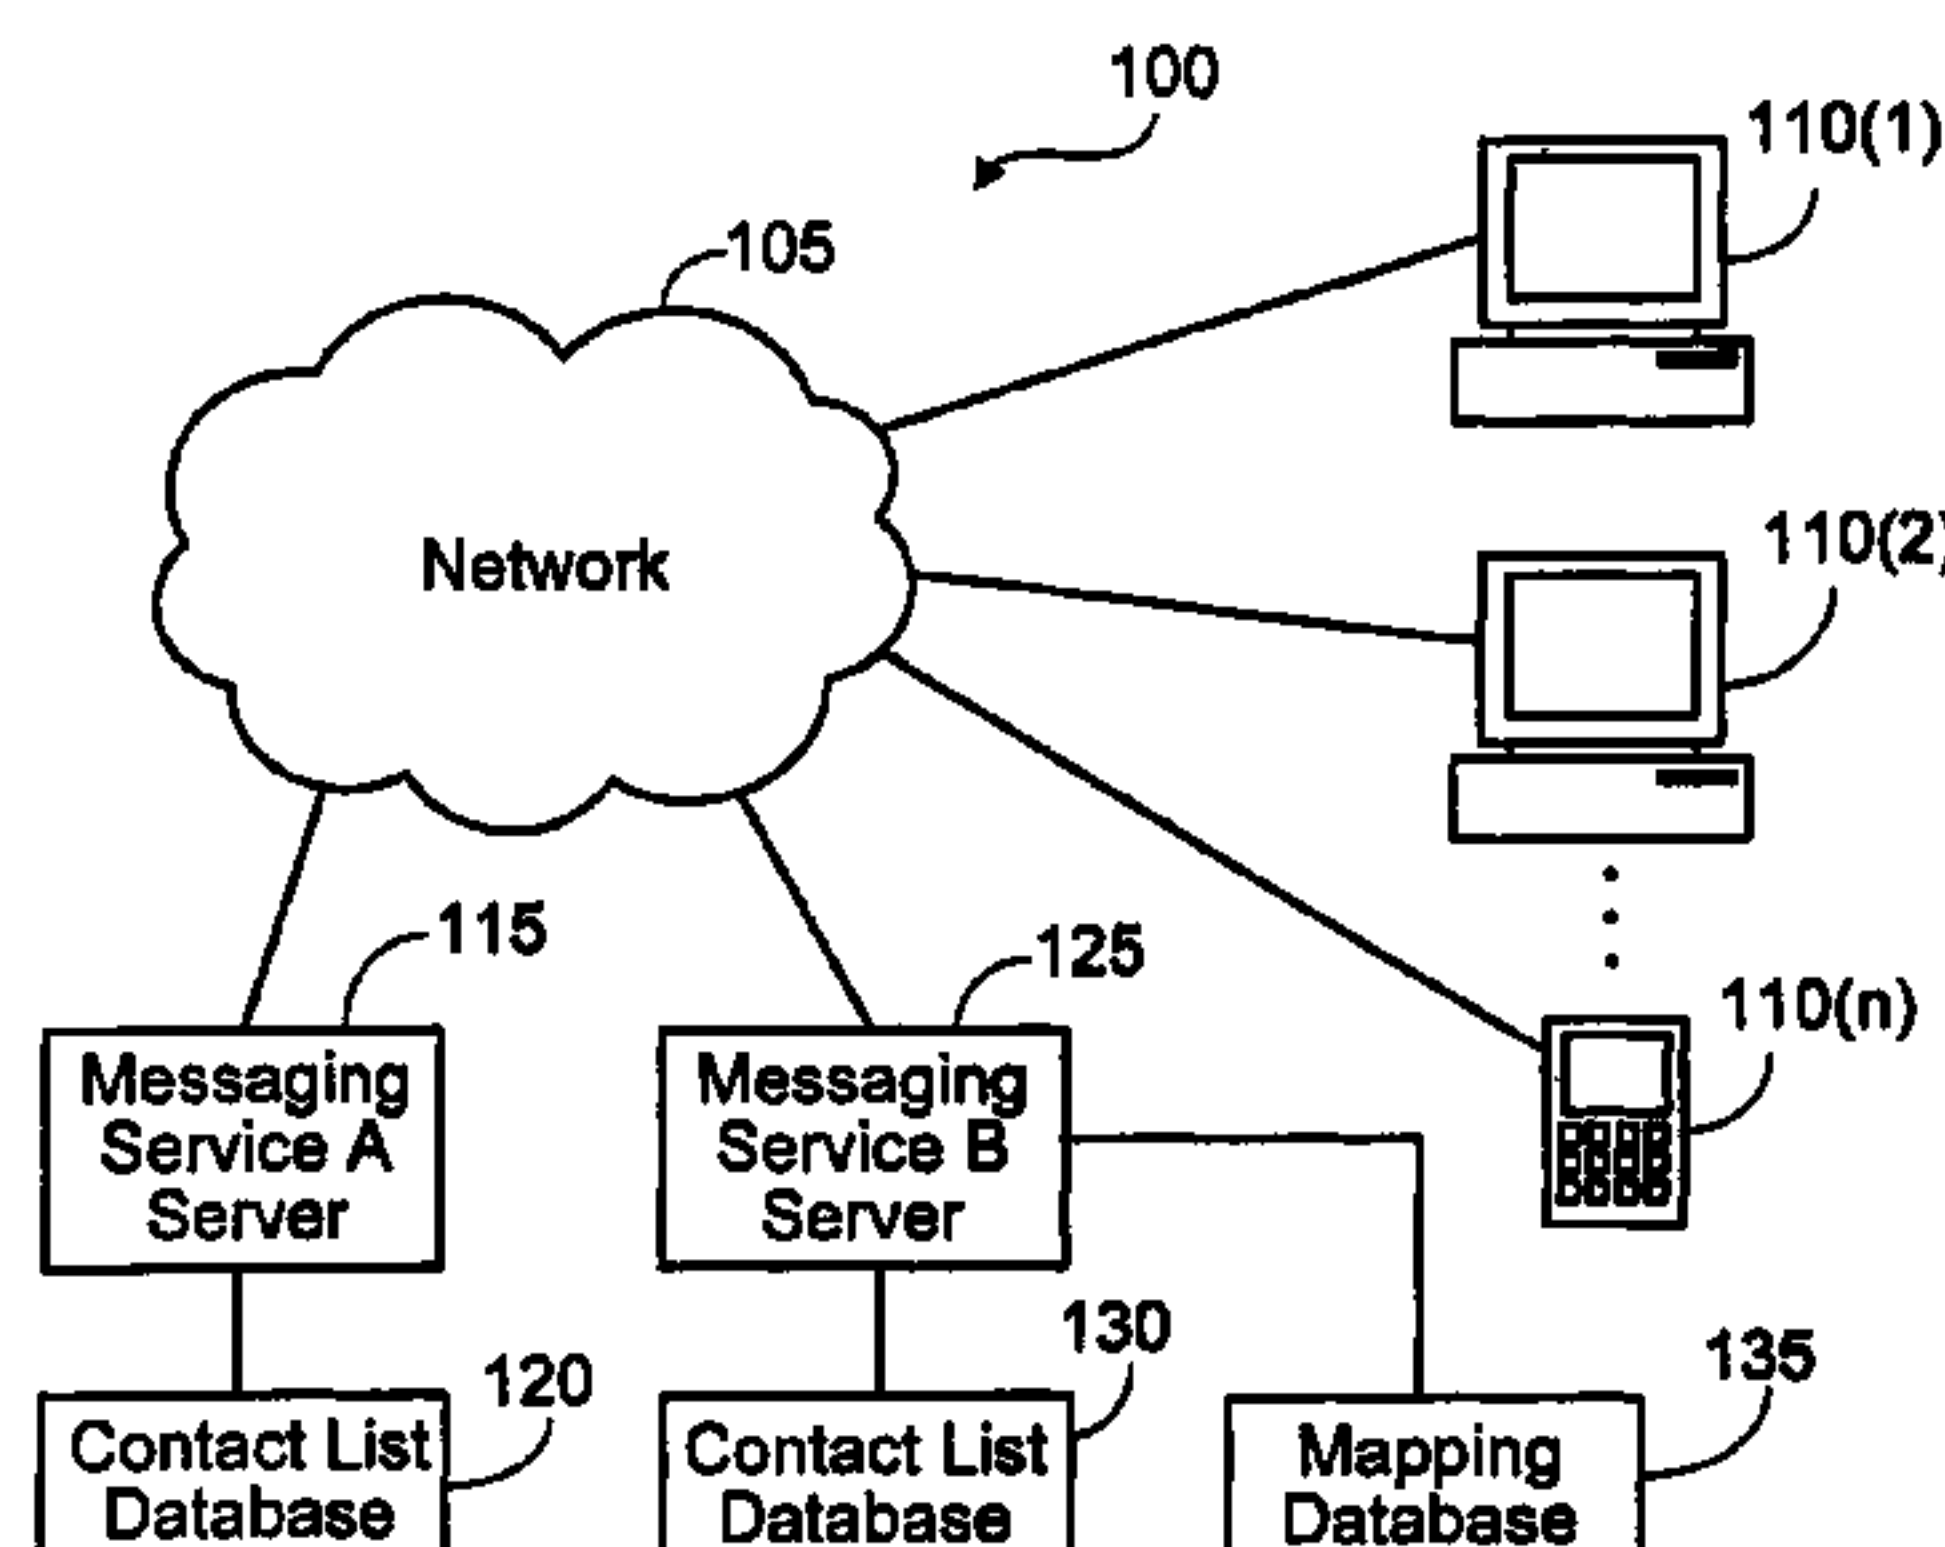 100
110(1)
105
Network
110(2)
115
125
110(n)
Messaging
Service A
Server
Messaging
Service B
Server
120
130
135
Contact List
Database
Contact List
Database
Mapping
Database